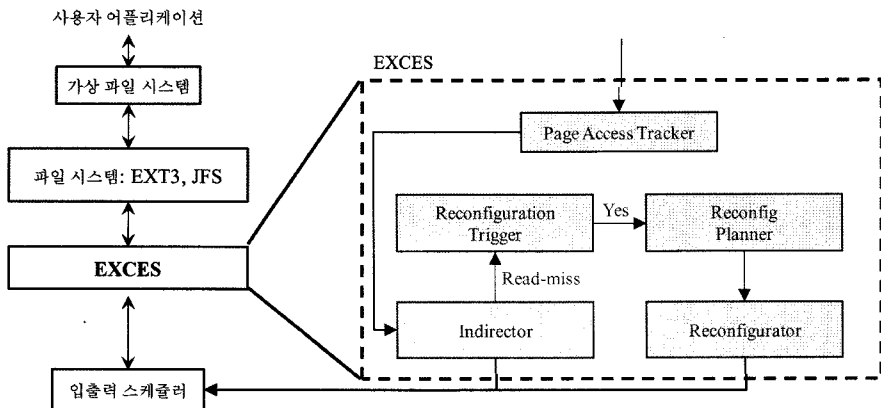 사용자 어플리케이션
가상 파일 시스템
파일 시스템: EXT3, JFS
EXCES
입출력 스케줄러
EXCES
Page Access Tracker
Reconfiguration
Trigger
Yes
Reconfig
Planner
Read-miss
Indirector
Reconfigurator